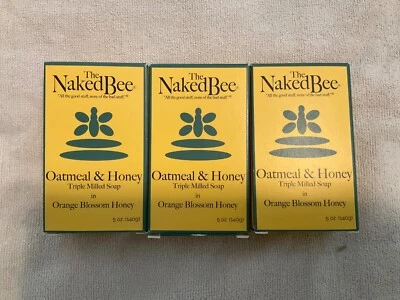 The
NakedBee®
"All the good stuff, none of the bad stuff."®
Oatmeal & Honey
Triple Milled Soap
in
Orange Blossom Honey
5 oz. (140g)
The
NakedBee®
"All the good stuff, none of the bad stuff."®
Oatmeal & Honey
Triple Milled Soap
in
Orange Blossom Honey
5 oz. (140g)
The
NakedBee®
"All the good stuff, none of the bad stuff."®
Oatmeal & Honey
Triple Milled Soap
in
Orange Blossom Honey
5 oz. (140g)